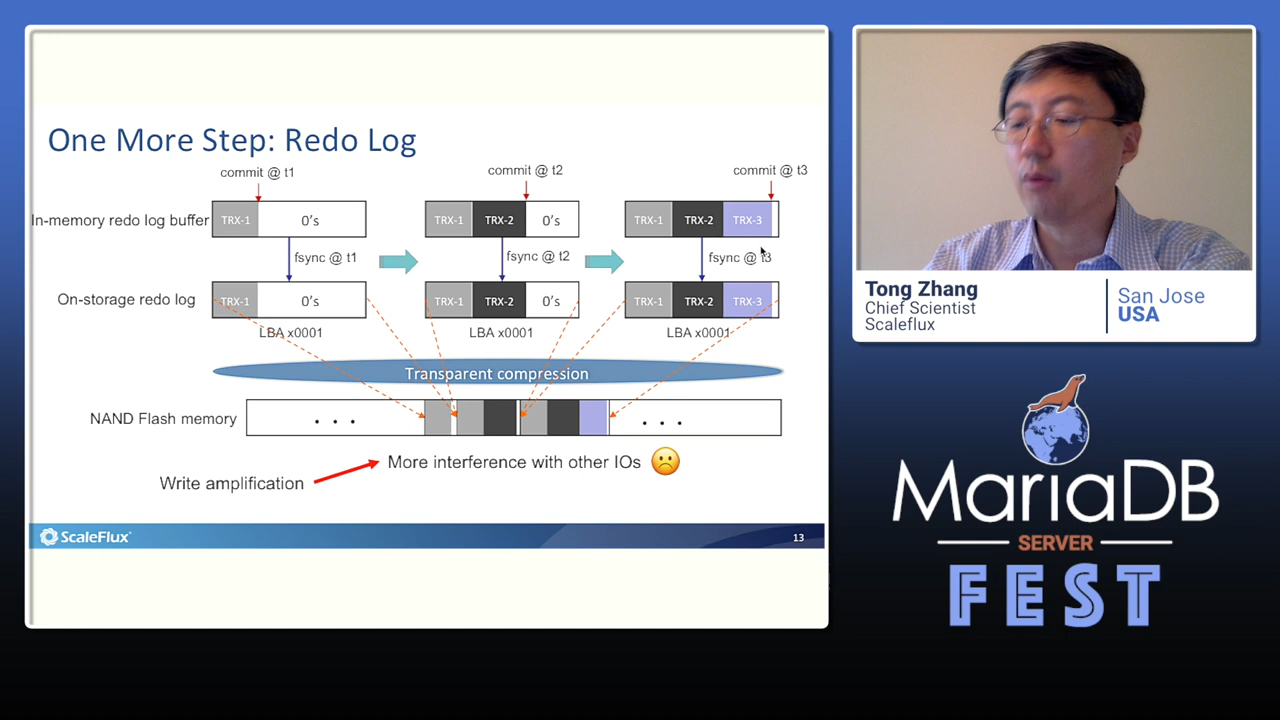 One More Step: Redo Log
commit @ t1
commit @ t2
commit @ t3
In-memory redo log buffer
TRX-1
0's
TRX-1
TRX-2
0's
TRX-1
TRX-2
TRX-3
fsync @ t1
fsync @ t2
fsync @ t3
On-storage redo log
TRX-1
0's
TRX-1
TRX-2
0's
TRX-1
TRX-2
TRX-3
LBA x0001
LBA x0001
LBA x0001
Transparent compression
NAND Flash memory
. . .
. . .
More interference with other IOs
Write amplification
ScaleFlux
13
Tong Zhang
Chief Scientist
Scaleflux
San Jose
USA
MariaDB
SERVER
FEST